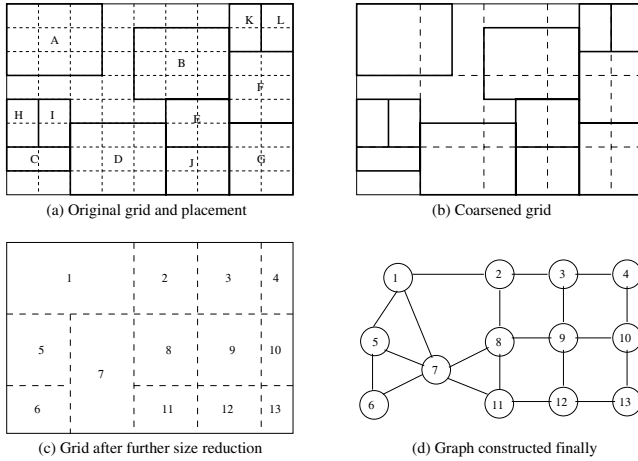 K L
A
B
F
H I E
C D J G
(a) Original grid and placement
(b) Coarsened grid
1 2 3 4
5 8 9 10
7
6 11 12 13
(c) Grid after further size reduction
1 2 3 4
5 8 9 10
7
6 11 12 13
(d) Graph constructed finally